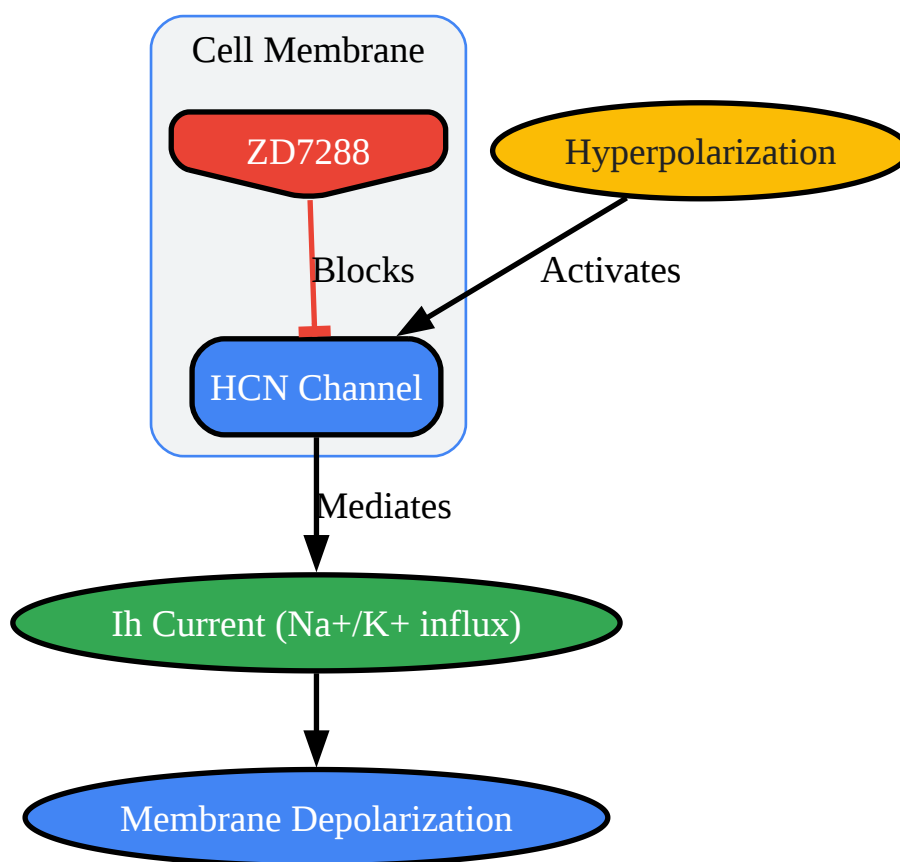 Cell Membrane
ZD7288
Hyperpolarization
Blocks
Activates
HCN Channel
Mediates
Ih Current (Na+/K+ influx)
Membrane Depolarization